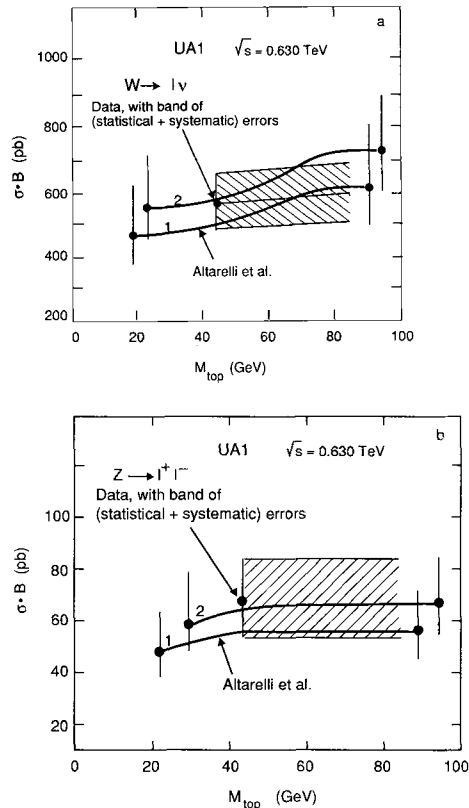 a
UA1 √s = 0.630 TeV
W → lν
Data, with band of
(statistical + systematic) errors
1000
800
600
400
200
σ•B (pb)
2
1
Altarelli et al.
0 20 40 60 80 100
M_top (GeV)
b
UA1 √s = 0.630 TeV
Z → l⁺ l⁻
Data, with band of
(statistical + systematic) errors
120
100
80
60
40
20
σ•B (pb)
2
1
Altarelli et al.
0 20 40 60 80 100
M_top (GeV)